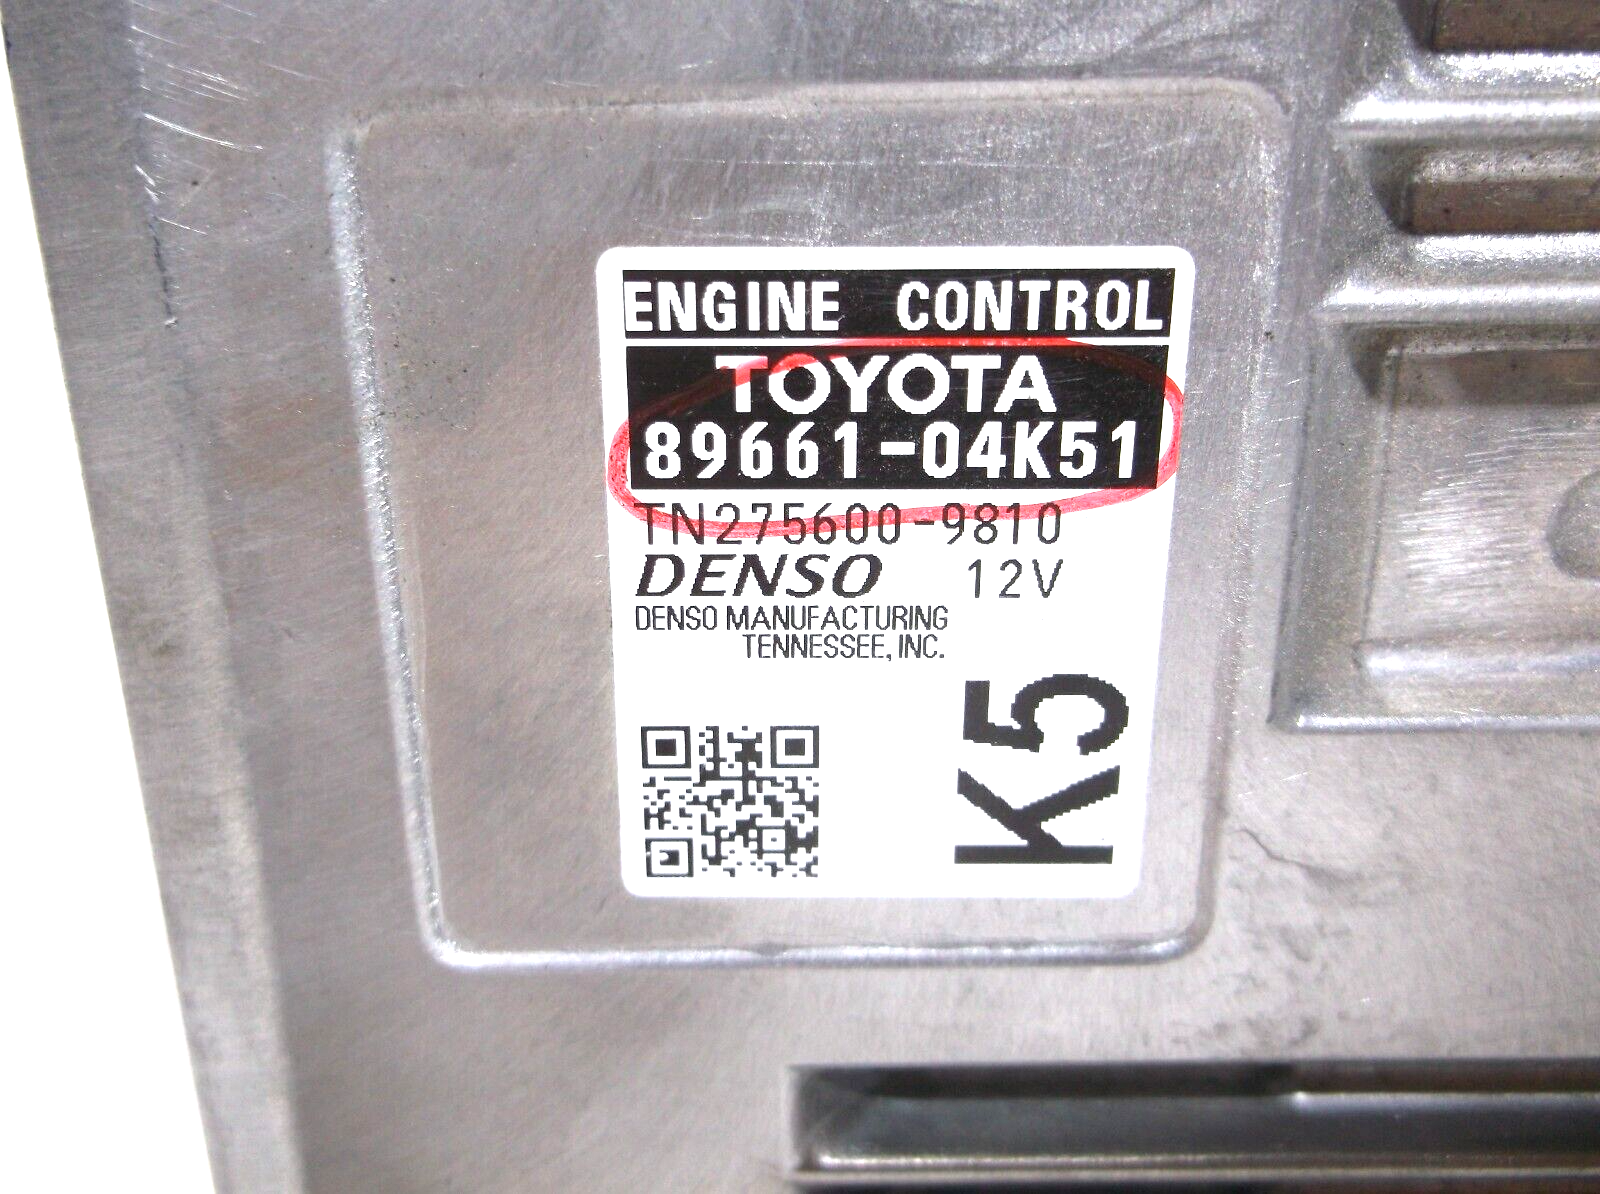 ENGINE CONTROL
TOYOTA
89661-04K51
TN275600-9810
DENSO 12V
DENSO MANUFACTURING
TENNESSEE, INC.
K5